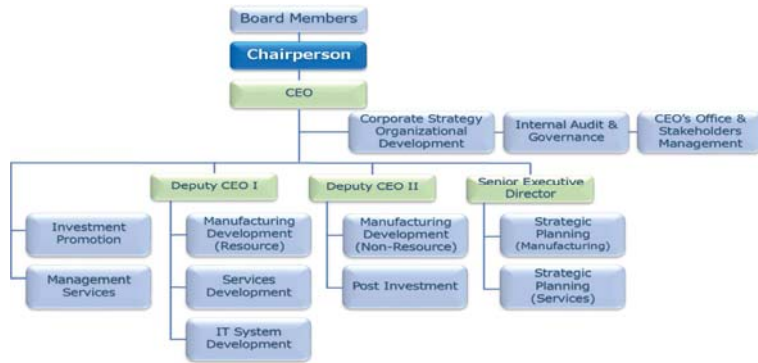 Board Members
Chairperson
CEO
Corporate Strategy
Organizational
Development
Internal Audit &
Governance
CEO's Office &
Stakeholders
Management
Deputy CEO I
Deputy CEO II
Senior Executive
Director
Investment
Promotion
Manufacturing
Development
(Resource)
Manufacturing
Development
(Non-Resource)
Strategic
Planning
(Manufacturing)
Management
Services
Services
Development
Post Investment
Strategic
Planning
(Services)
IT System
Development